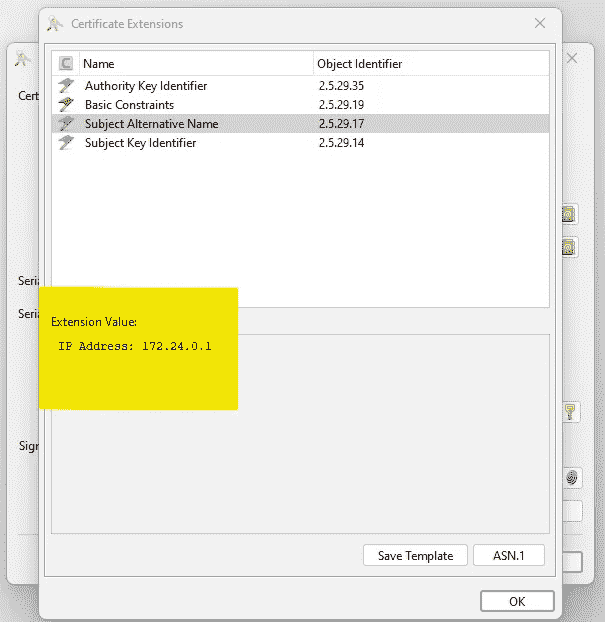 Certificate Extensions
Name Object Identifier
Authority Key Identifier 2.5.29.35
Basic Constraints 2.5.29.19
Subject Alternative Name 2.5.29.17
Subject Key Identifier 2.5.29.14
Cert
Seria
Seria
Extension Value:
IP Address: 172.24.0.1
Sign
Save Template ASN.1
OK